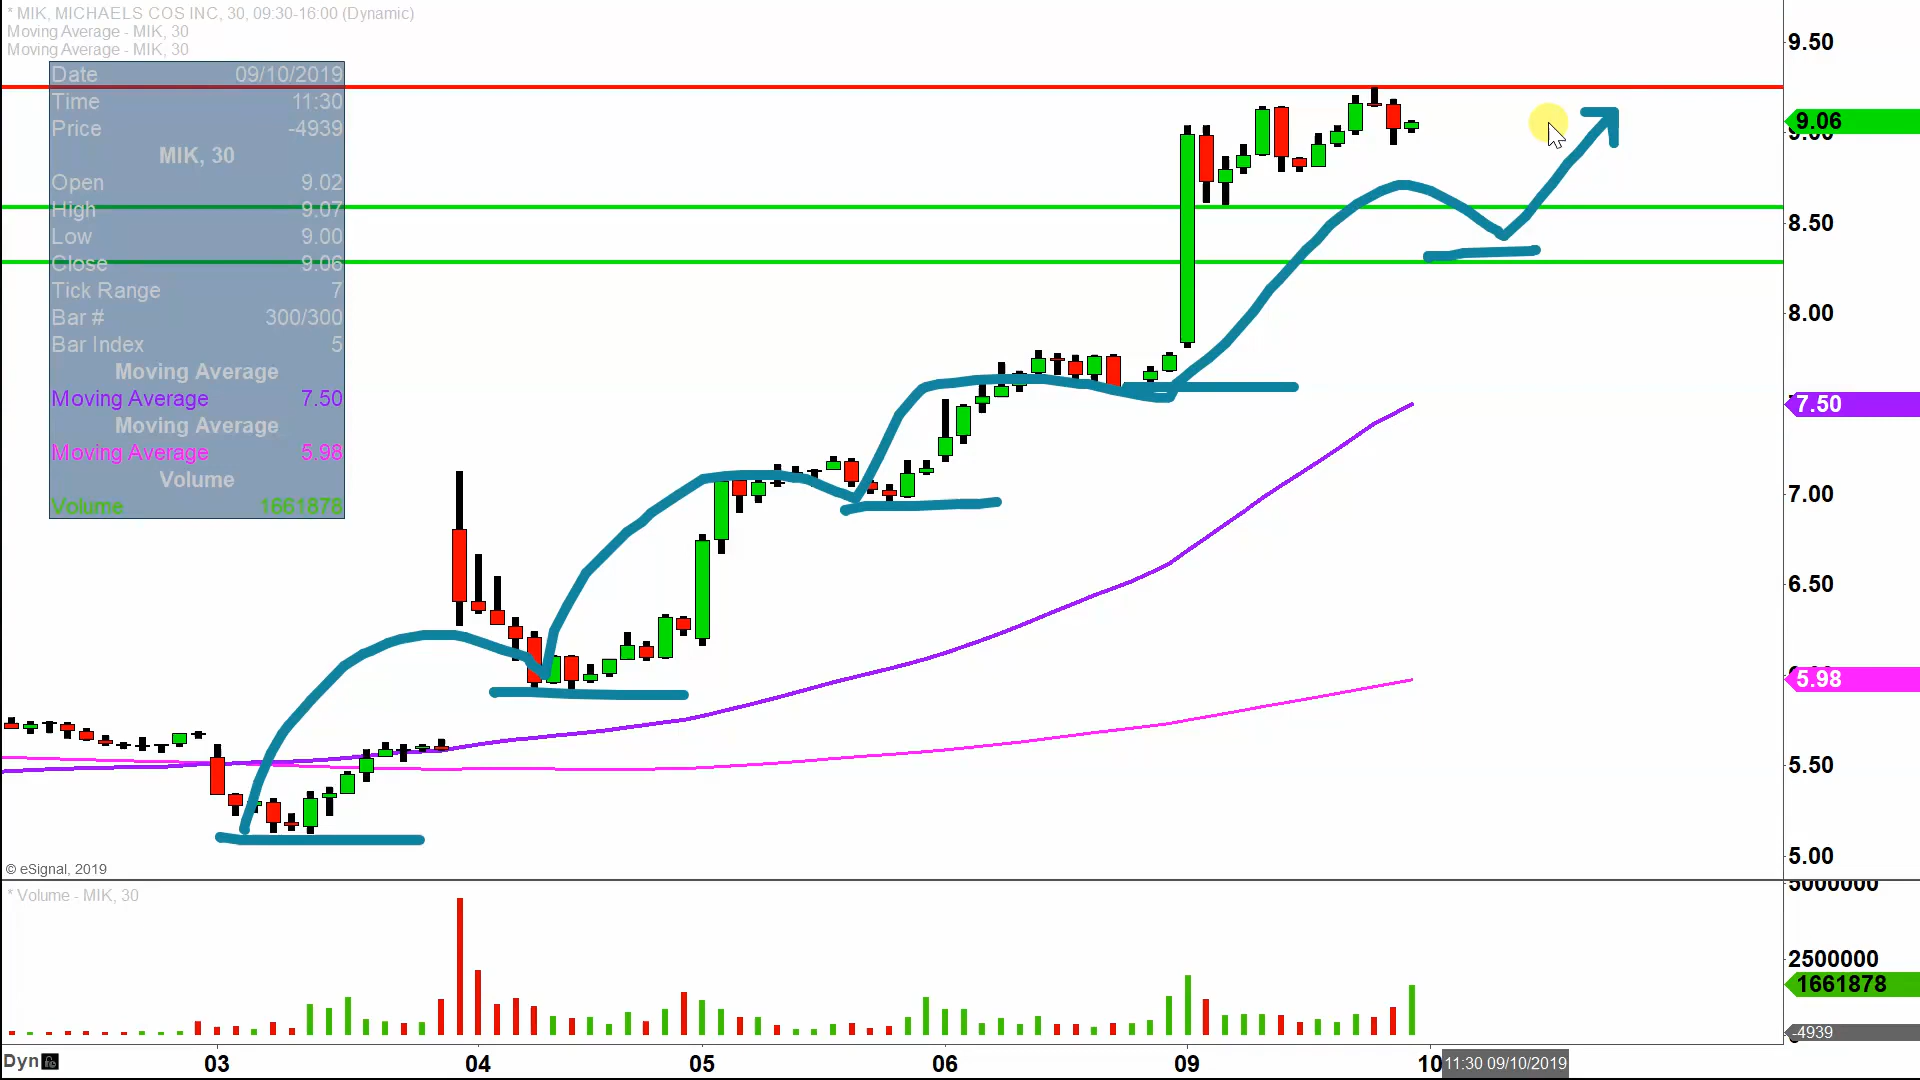 * MIK, MICHAELS COS INC, 30, 09:30-16:00 (Dynamic)
Moving Average - MIK, 30
Moving Average - MIK, 30
Date 09/10/2019
Time 11:30
Price -4939
MIK, 30
Open 9.02
High 9.07
Low 9.00
Close 9.06
Tick Range 7
Bar # 300/300
Bar Index 5
Moving Average
Moving Average 7.50
Moving Average
Moving Average 5.98
Volume
Volume 1661878
9.50
9.06
9.00
8.50
8.00
7.50
7.00
6.50
5.98
5.50
5.00
© eSignal, 2019
* Volume - MIK, 30
5000000
2500000
1661878
-4939
Dyn
03 04 05 06 09 10 11:30 09/10/2019